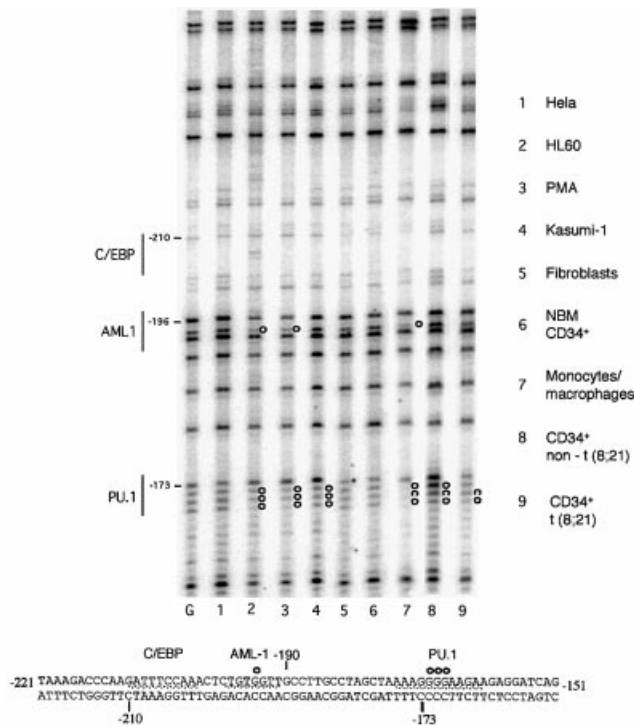 -210
C/EBP
-196
AML1
-173
PU.1
G 1 2 3 4 5 6 7 8 9
1 Hela
2 HL60
3 PMA
4 Kasumi-1
5 Fibroblasts
6 NBM
CD34+
7 Monocytes/
macrophages
8 CD34+
non - t (8;21)
9 CD34+
t (8;21)
C/EBP AML-1 -190 PU.1
-221 TAAAGACCCAAGATTTCCAAACTCTGTGGTTGCCTTGCCTAGCTAAAAGGGGAAGAAGAGGATCAG -151
ATTTCTGGGTTCTAAAGGTTTGAGACACCAACGGAACGGATCGATTTTCCCCTTCTTCTCCTAGTC
-210 -173